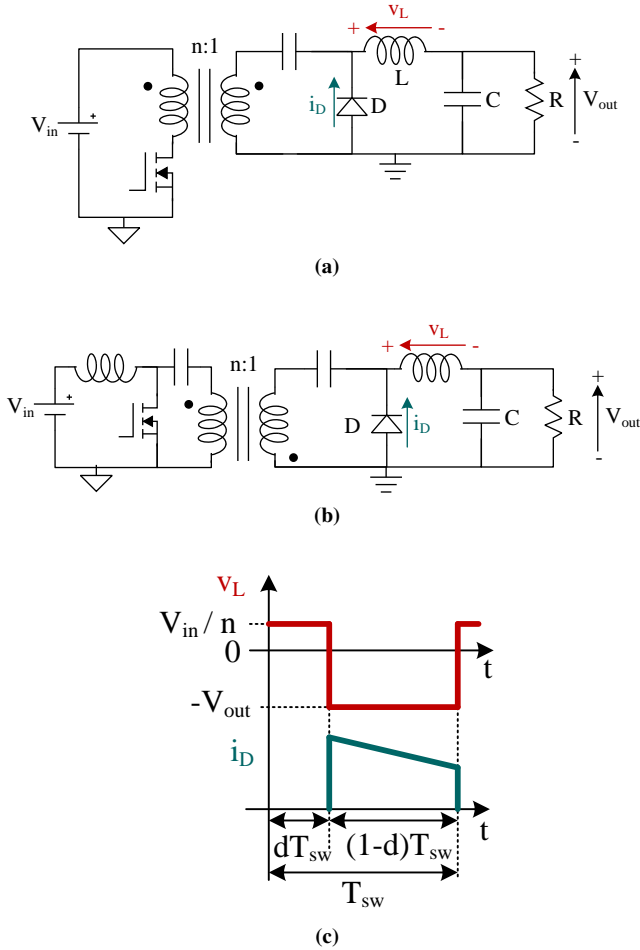 n:1
v_L
+ -
L
i_D
D
C
R
+
V_out
-
V_in
+
(a)
n:1
v_L
+ -
V_in
+
D
i_D
C
R
+
V_out
-
(b)
v_L
V_in / n
0
t
-V_out
i_D
t
dT_sw
(1-d)T_sw
T_sw
(c)